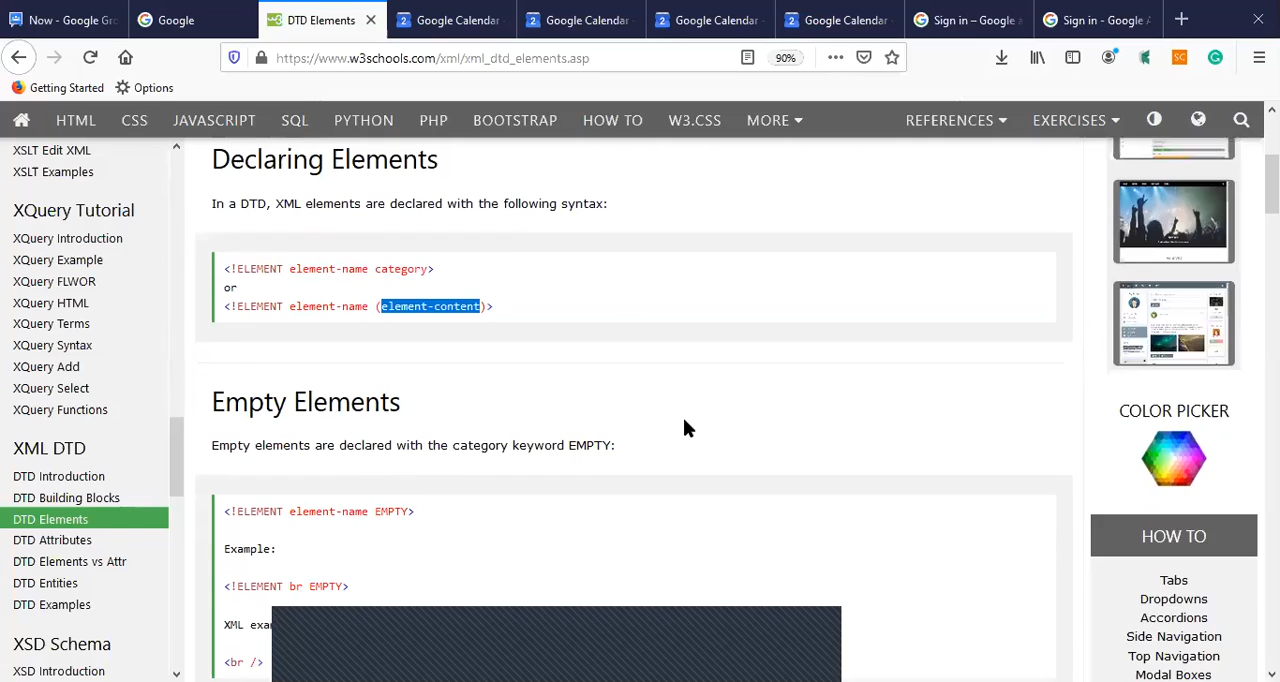 Now - Google Gro
Google
DTD Elements
Google Calendar
Google Calendar
Google Calendar
Google Calendar
Sign in – Google a
Sign in - Google A
https://www.w3schools.com/xml/xml_dtd_elements.asp
90%
SC
Getting Started
Options
HTML
CSS
JAVASCRIPT
SQL
PYTHON
PHP
BOOTSTRAP
HOW TO
W3.CSS
MORE
REFERENCES
EXERCISES
XSLT Edit XML
XSLT Examples
XQuery Tutorial
XQuery Introduction
XQuery Example
XQuery FLWOR
XQuery HTML
XQuery Terms
XQuery Syntax
XQuery Add
XQuery Select
XQuery Functions
XML DTD
DTD Introduction
DTD Building Blocks
DTD Elements
DTD Attributes
DTD Elements vs Attr
DTD Entities
DTD Examples
XSD Schema
XSD Introduction
Declaring Elements
In a DTD, XML elements are declared with the following syntax:
<!ELEMENT element-name category>
or
<!ELEMENT element-name (element-content)>
Empty Elements
Empty elements are declared with the category keyword EMPTY:
<!ELEMENT element-name EMPTY>
Example:
<!ELEMENT br EMPTY>
XML exa
<br />
COLOR PICKER
HOW TO
Tabs
Dropdowns
Accordions
Side Navigation
Top Navigation
Modal Boxes